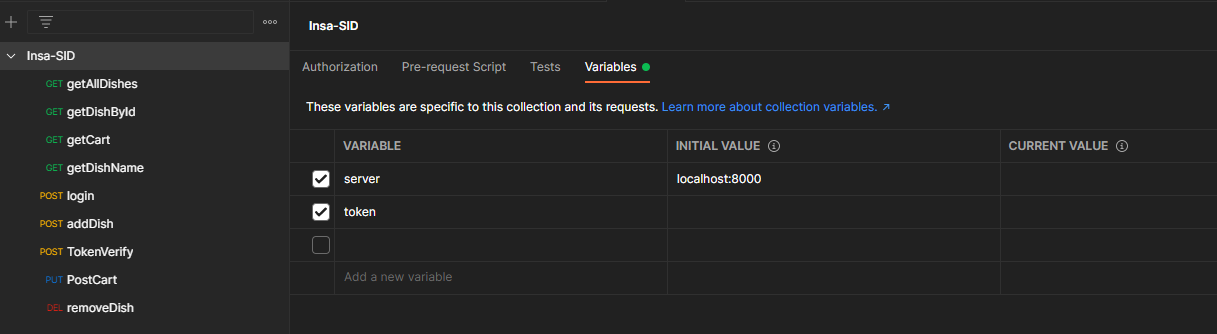 Insa-SID
GET getAllDishes
GET getDishById
GET getCart
GET getDishName
POST login
POST addDish
POST TokenVerify
PUT PostCart
DEL removeDish
Insa-SID
Authorization Pre-request Script Tests Variables
These variables are specific to this collection and its requests. Learn more about collection variables. ↗
VARIABLE INITIAL VALUE CURRENT VALUE
server localhost:8000
token
Add a new variable